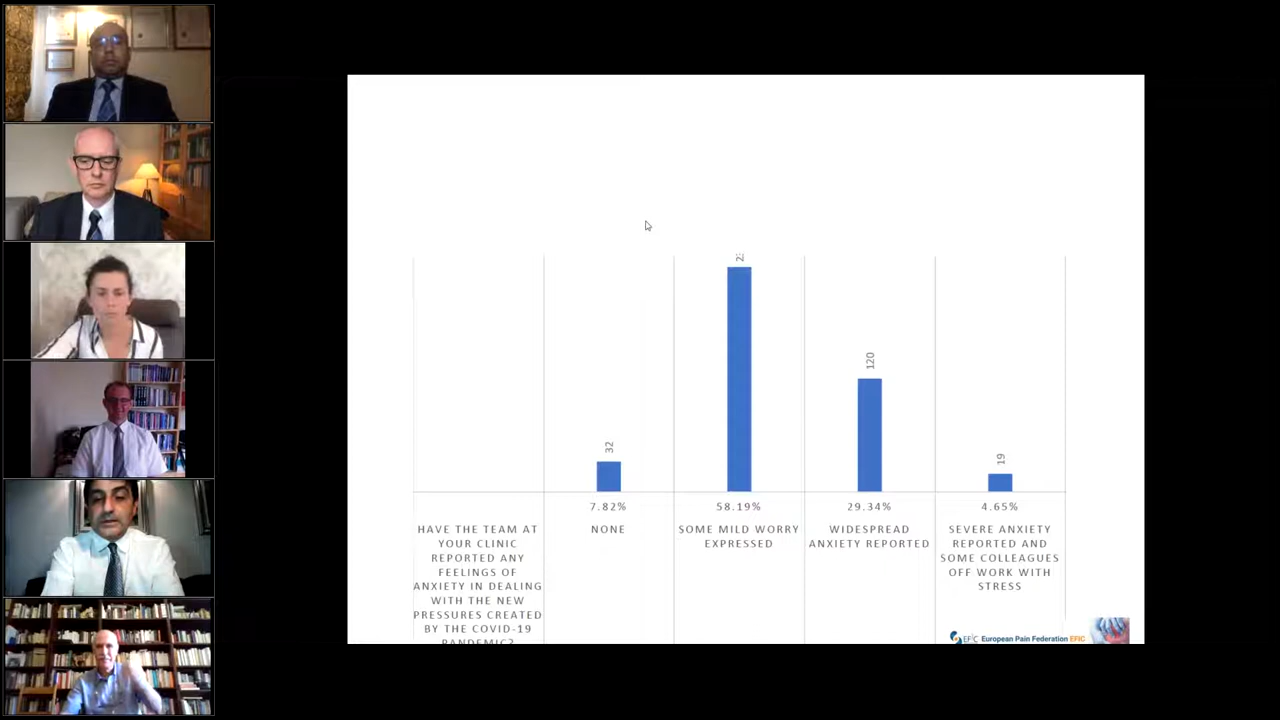 32
120
19
7.82%
58.19%
29.34%
4.65%
HAVE THE TEAM AT
YOUR CLINIC
REPORTED ANY
FEELINGS OF
ANXIETY IN DEALING
WITH THE NEW
PRESSURES CREATED
BY THE COVID-19
PANDEMIC?
NONE
SOME MILD WORRY
EXPRESSED
WIDESPREAD
ANXIETY REPORTED
SEVERE ANXIETY
REPORTED AND
SOME COLLEAGUES
OFF WORK WITH
STRESS
EFIC European Pain Federation EFIC